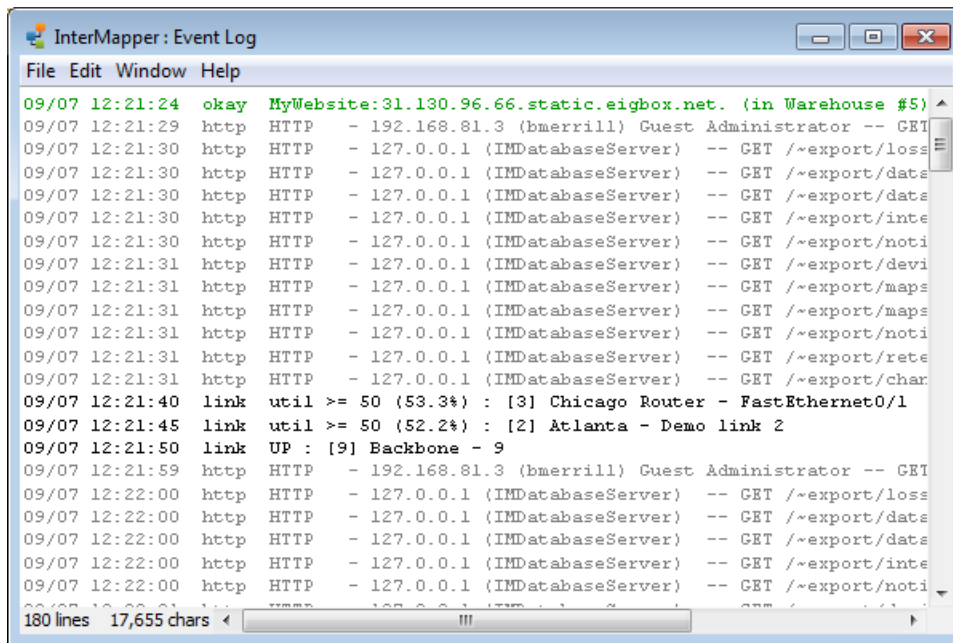 InterMapper : Event Log
File Edit Window Help
09/07 12:21:24 okay MyWebsite:31.130.96.66.static.eigbox.net. (in Warehouse #5)
09/07 12:21:29 http HTTP - 192.168.81.3 (bmerrill) Guest Administrator -- GET
09/07 12:21:30 http HTTP - 127.0.0.1 (IMDatabaseServer) -- GET /~export/loss
09/07 12:21:30 http HTTP - 127.0.0.1 (IMDatabaseServer) -- GET /~export/data
09/07 12:21:30 http HTTP - 127.0.0.1 (IMDatabaseServer) -- GET /~export/data
09/07 12:21:30 http HTTP - 127.0.0.1 (IMDatabaseServer) -- GET /~export/inte
09/07 12:21:30 http HTTP - 127.0.0.1 (IMDatabaseServer) -- GET /~export/noti
09/07 12:21:31 http HTTP - 127.0.0.1 (IMDatabaseServer) -- GET /~export/devi
09/07 12:21:31 http HTTP - 127.0.0.1 (IMDatabaseServer) -- GET /~export/maps
09/07 12:21:31 http HTTP - 127.0.0.1 (IMDatabaseServer) -- GET /~export/maps
09/07 12:21:31 http HTTP - 127.0.0.1 (IMDatabaseServer) -- GET /~export/noti
09/07 12:21:31 http HTTP - 127.0.0.1 (IMDatabaseServer) -- GET /~export/rete
09/07 12:21:31 http HTTP - 127.0.0.1 (IMDatabaseServer) -- GET /~export/chan
09/07 12:21:40 link util >= 50 (53.3%) : [3] Chicago Router - FastEthernet0/1
09/07 12:21:45 link util >= 50 (52.2%) : [2] Atlanta - Demo link 2
09/07 12:21:50 link UP : [9] Backbone - 9
09/07 12:21:59 http HTTP - 192.168.81.3 (bmerrill) Guest Administrator -- GET
09/07 12:22:00 http HTTP - 127.0.0.1 (IMDatabaseServer) -- GET /~export/loss
09/07 12:22:00 http HTTP - 127.0.0.1 (IMDatabaseServer) -- GET /~export/data
09/07 12:22:00 http HTTP - 127.0.0.1 (IMDatabaseServer) -- GET /~export/data
09/07 12:22:00 http HTTP - 127.0.0.1 (IMDatabaseServer) -- GET /~export/inte
09/07 12:22:00 http HTTP - 127.0.0.1 (IMDatabaseServer) -- GET /~export/noti
180 lines 17,655 chars